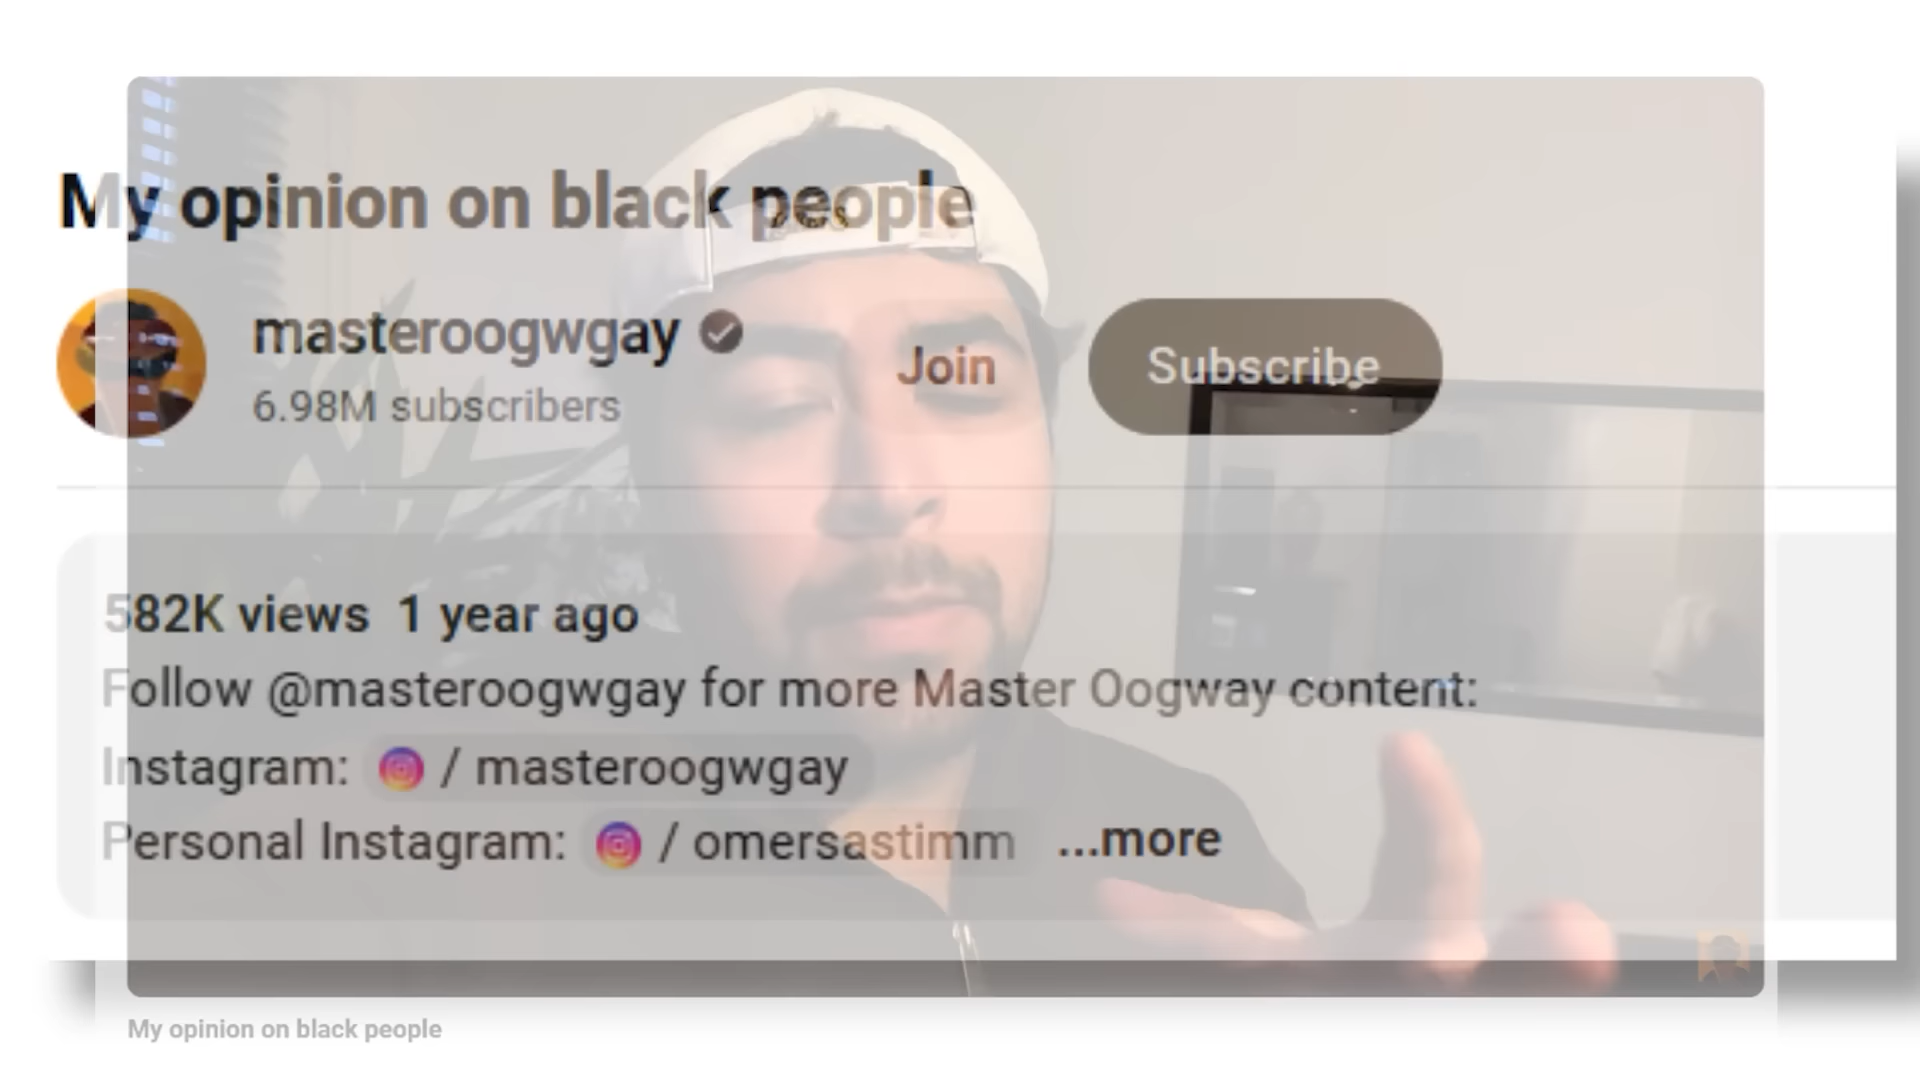 My opinion on black people
masteroogwgay
6.98M subscribers
Join
Subscribe
582K views 1 year ago
Follow @masteroogwgay for more Master Oogway content:
Instagram: / masteroogwgay
Personal Instagram: / omersastimm ...more
My opinion on black people